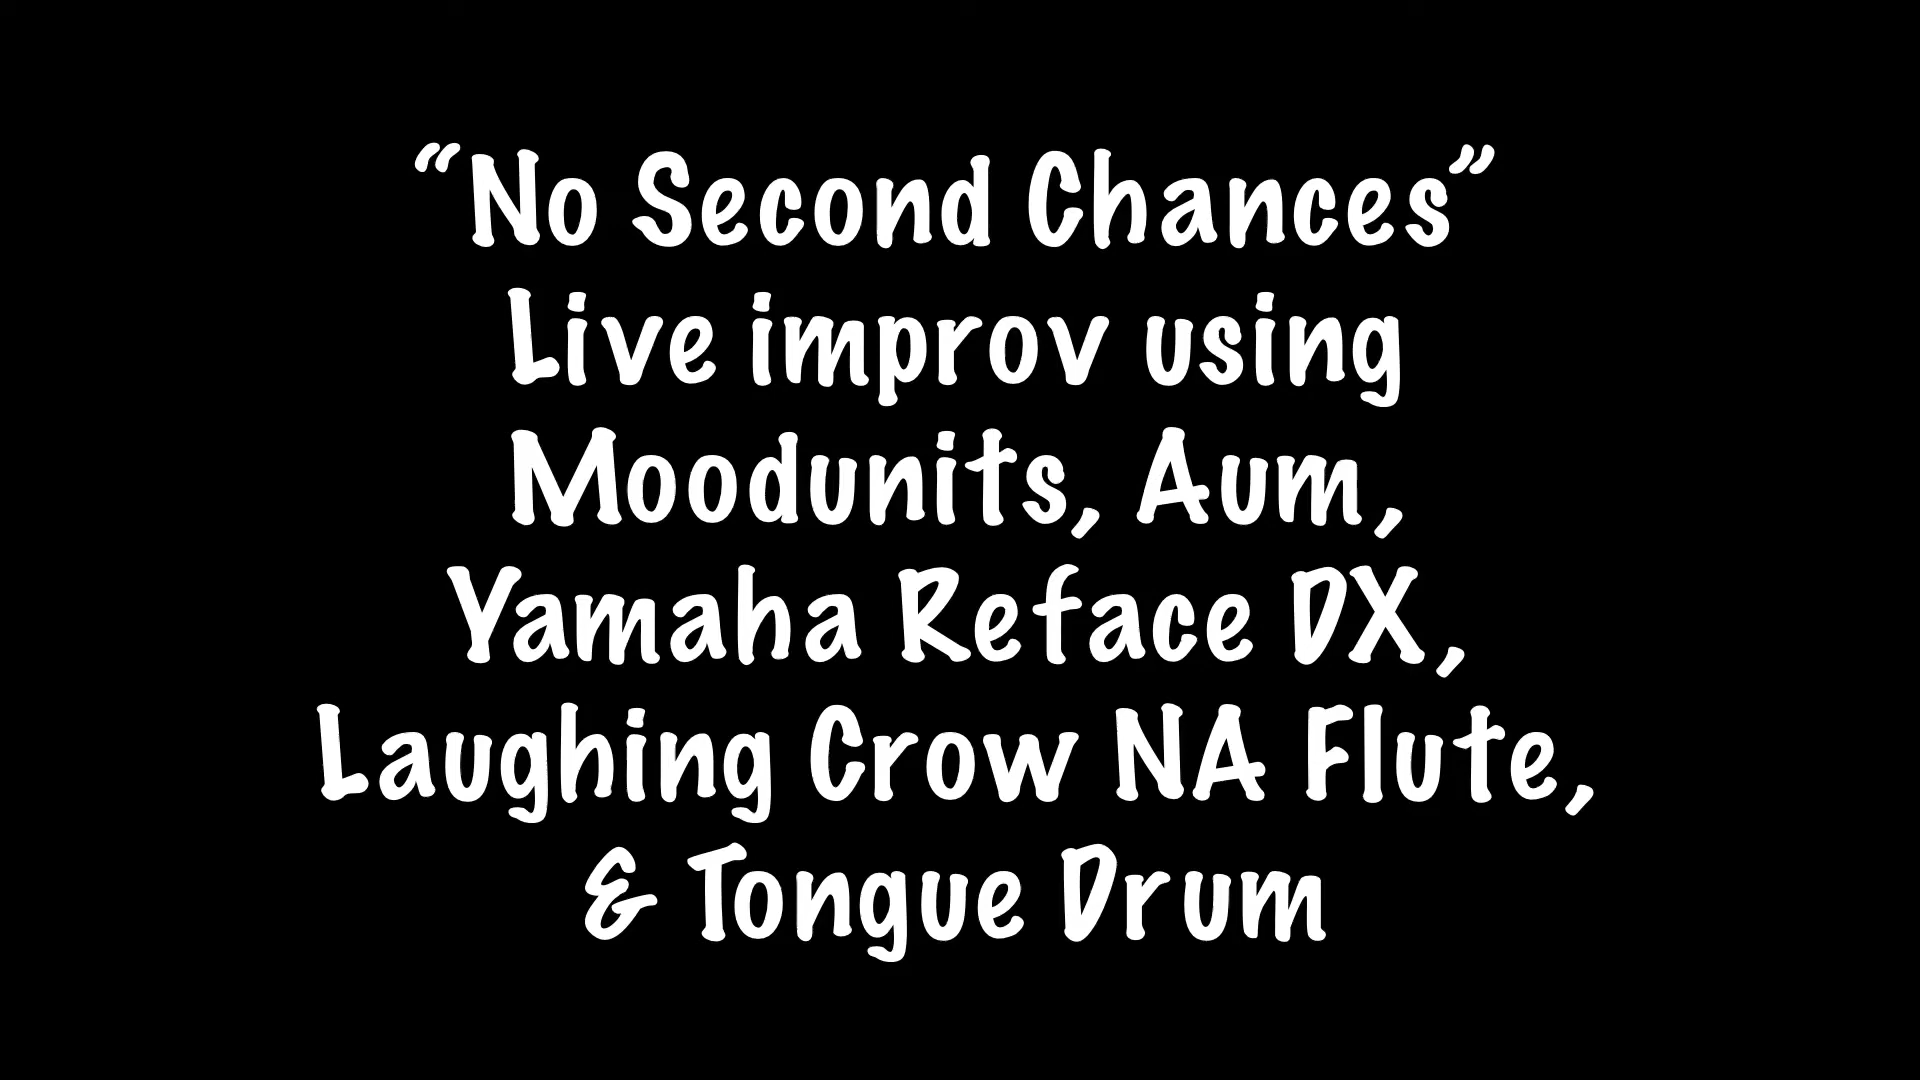 “No Second Chances”
Live improv using
Moodunits, Aum,
Yamaha Reface DX,
Laughing Crow NA Flute,
& Tongue Drum